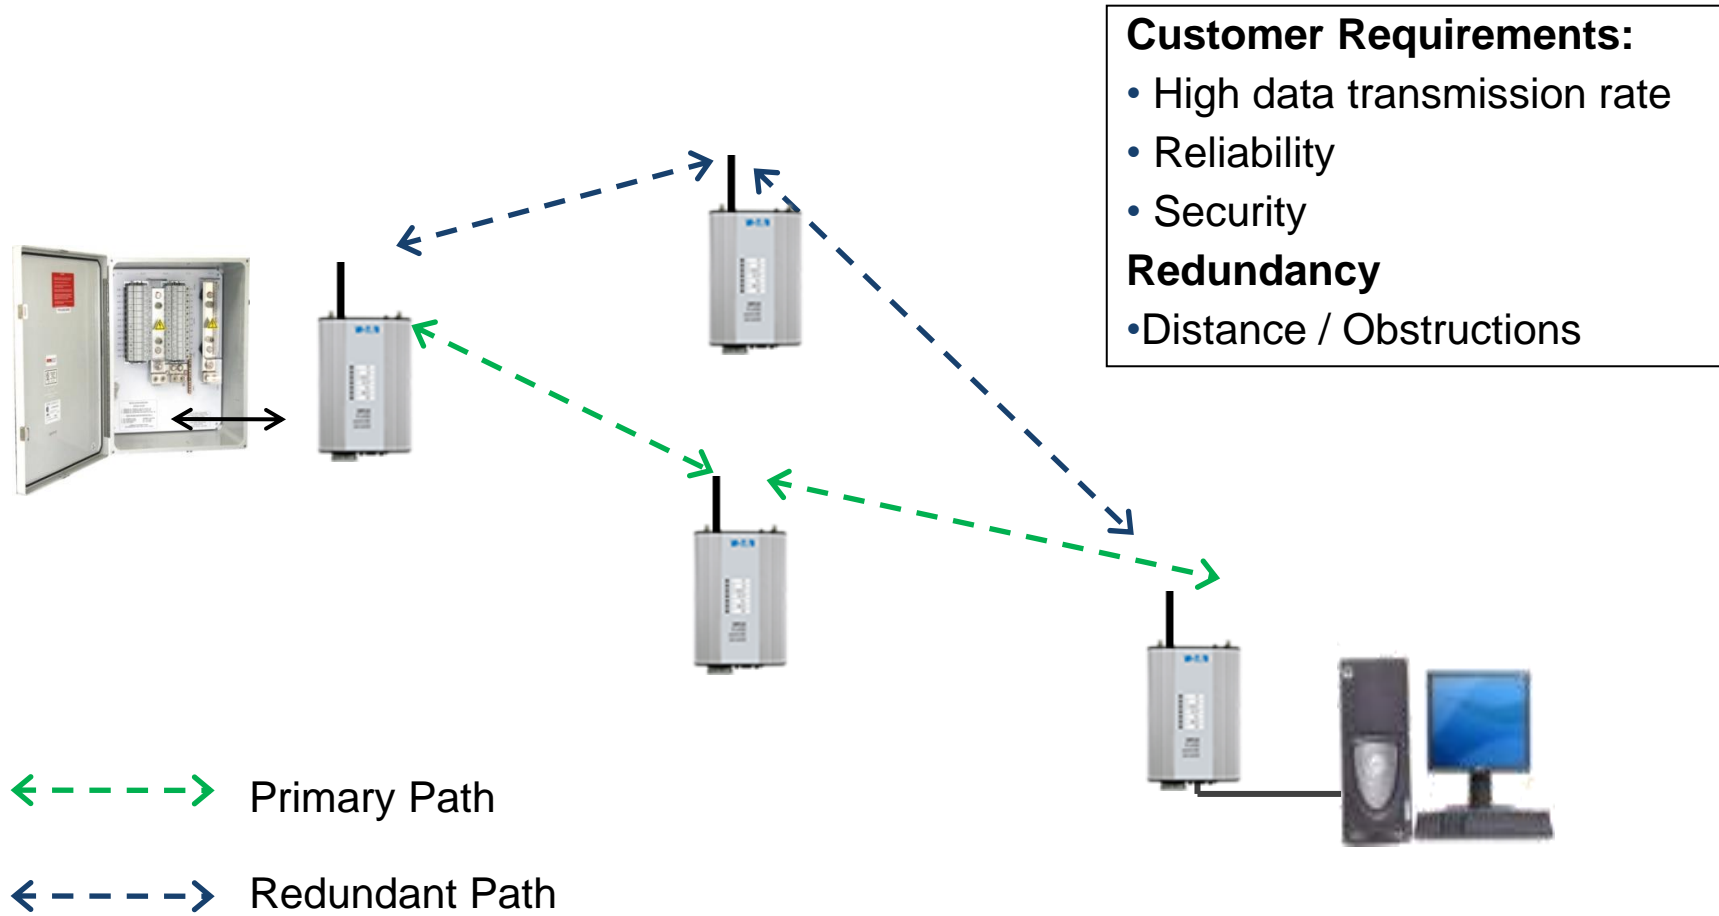 Customer Requirements:
• High data transmission rate
• Reliability
• Security
Redundancy
•Distance / Obstructions
Primary Path
Redundant Path